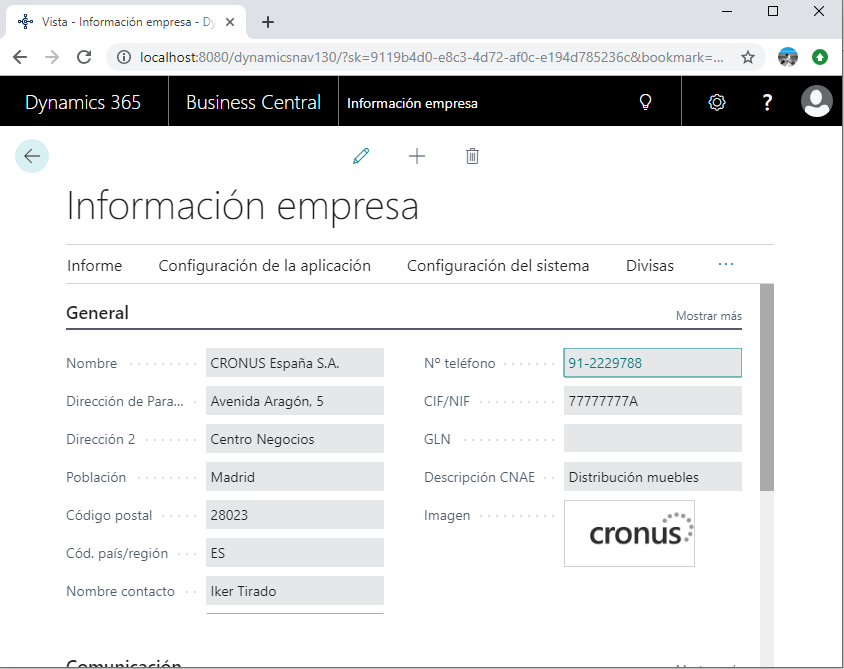 Vista - Información empresa - Dy
localhost:8080/dynamicsnav130/?sk=9119b4d0-e8c3-4d72-af0c-e194d785236c&bookmark=...
Dynamics 365 Business Central Información empresa ?
Información empresa
Informe Configuración de la aplicación Configuración del sistema Divisas ...
General Mostrar más
Nombre CRONUS España S.A. Nº teléfono 91-2229788
Dirección de Para... Avenida Aragón, 5 CIF/NIF 77777777A
Dirección 2 Centro Negocios GLN
Población Madrid Descripción CNAE Distribución muebles
Código postal 28023 Imagen cronus
Cód. país/región ES
Nombre contacto Iker Tirado
Comunicación Mostrar más